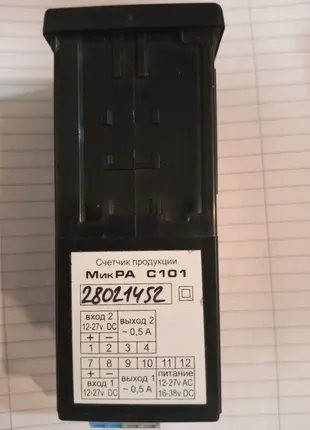 Счетчик продукции
МикРА С101
28021452
вход 2 выход 2
12-27v DC ~ 0,5 А
+ −
1 2 3 4
7 8 9 10 11 12
+ − выход 1 питание
вход 1 ~ 0,5 А 12-27v AC
12-27v DC 16-38v DC